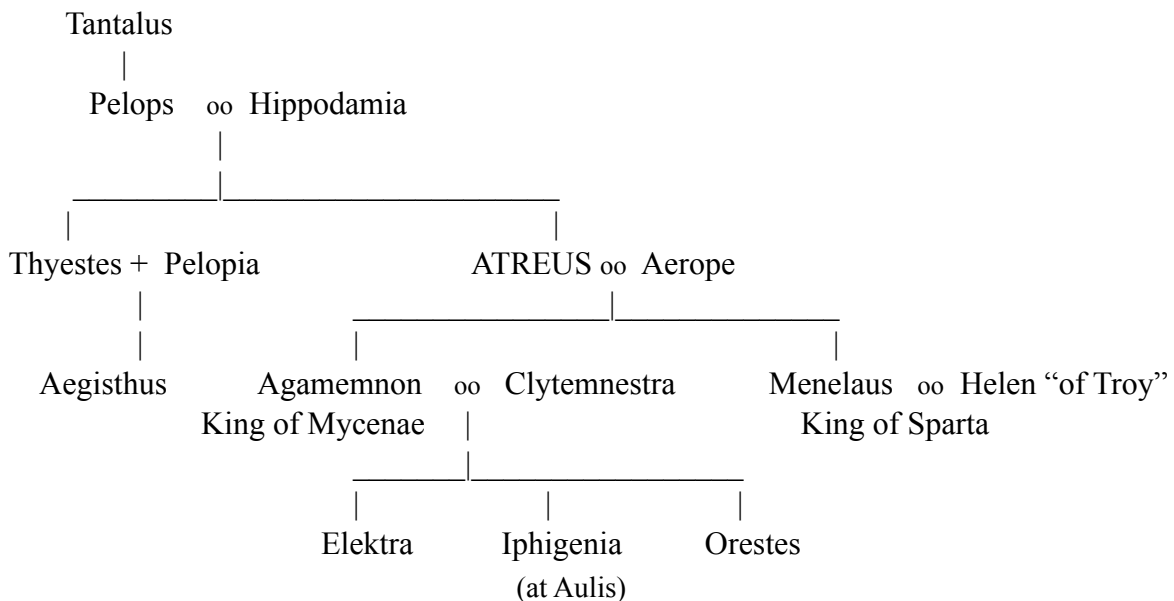 Tantalus
Pelops oo Hippodamia
Thyestes + Pelopia ATREUS oo Aerope
Aegisthus Agamemnon oo Clytemnestra Menelaus oo Helen “of Troy”
King of Mycenae King of Sparta
Elektra Iphigenia Orestes
(at Aulis)